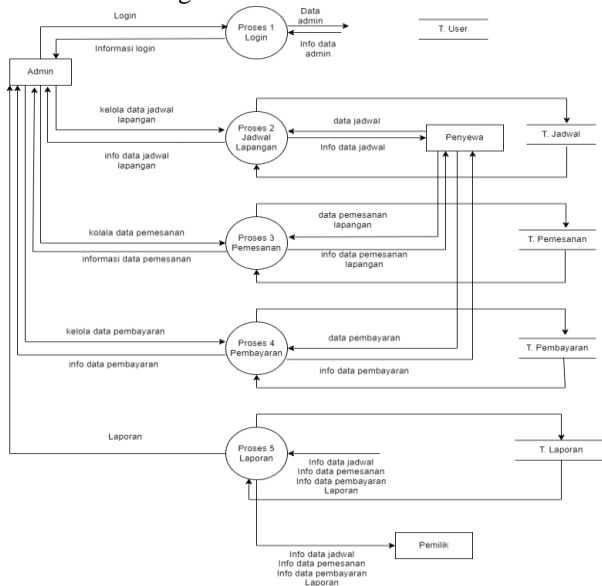 Login
Informasi login
Admin
Proses 1
Login
Data
admin
Info data
admin
T. User
kelola data jadwal
lapangan
info data jadwal
lapangan
Proses 2
Jadwal
Lapangan
data jadwal
Info data jadwal
Penyewa
T. Jadwal
kolala data pemesanan
informasi data pemesanan
Proses 3
Pemesanan
data pemesanan
lapangan
info data pemesanan
lapangan
T. Pemesanan
kelola data pembayaran
info data pembayaran
Proses 4
Pembayaran
data pembayaran
info data pembayaran
T. Pembayaran
Laporan
Proses 5
Laporan
Info data jadwal
Info data pemesanan
Info data pembayaran
Laporan
T. Laporan
Info data jadwal
Info data pemesanan
Info data pembayaran
Laporan
Pemilik